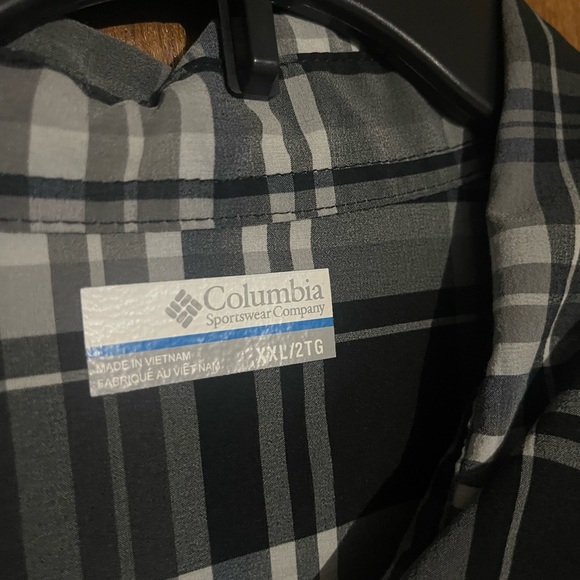 Columbia
Sportswear Company
MADE IN VIETNAM
XXL/2TG
FABRIQUÉ AU VIETNAM